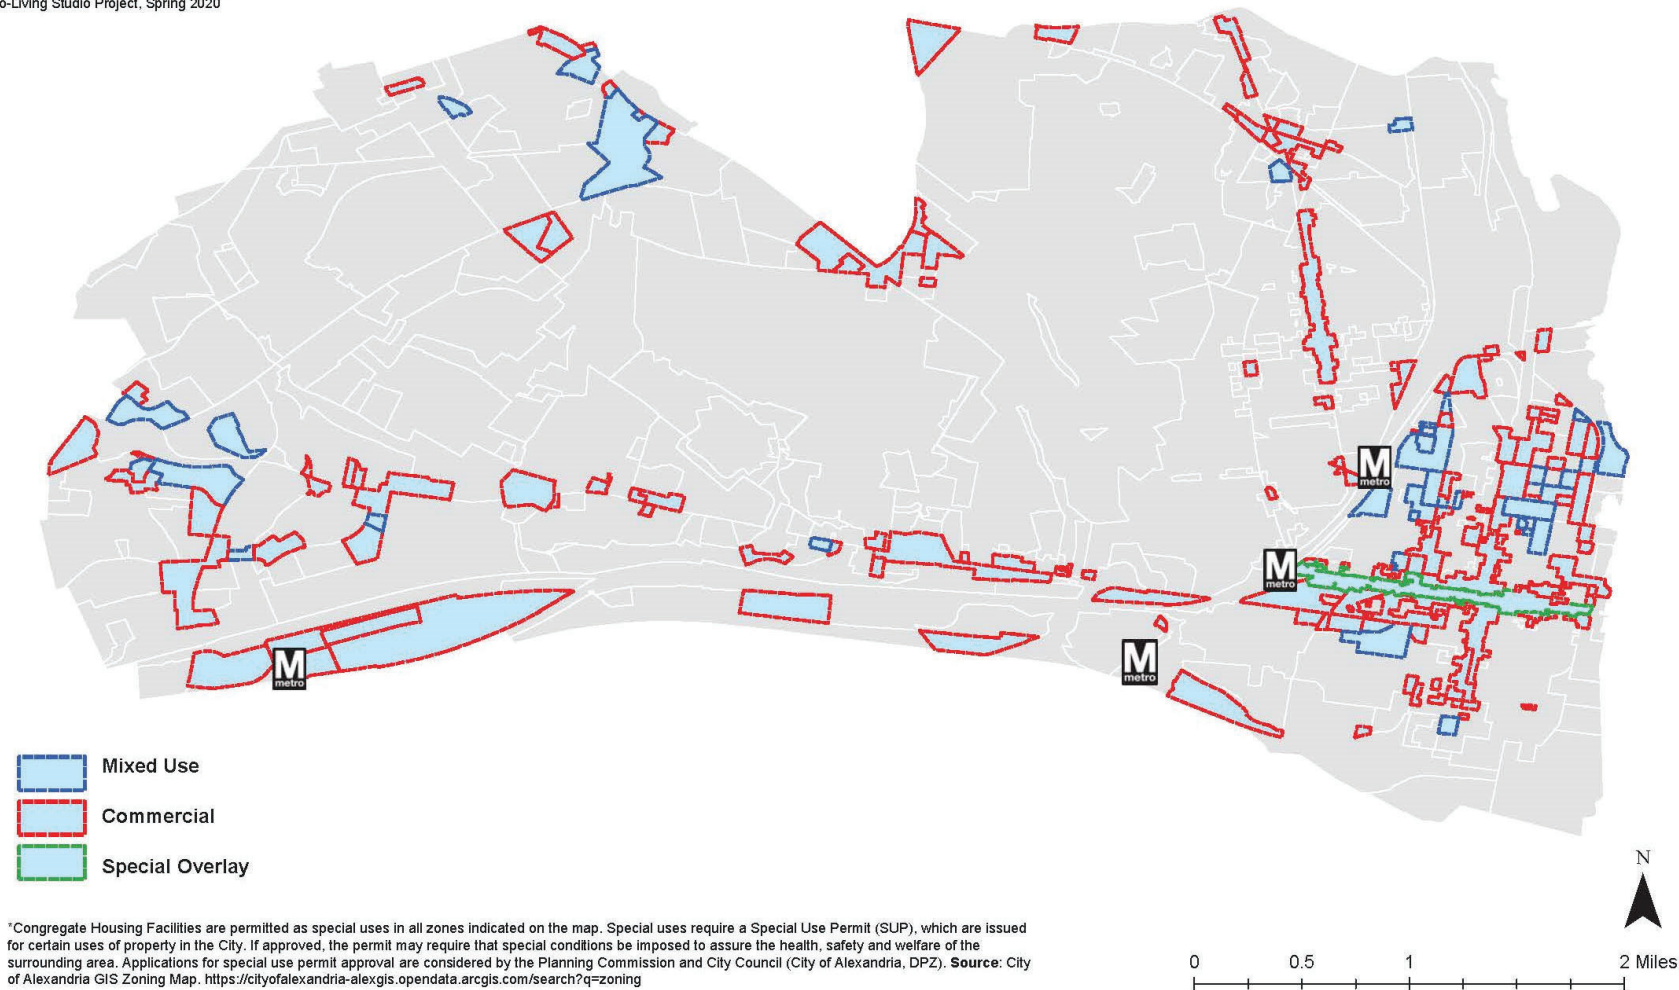 o-Living Studio Project, Spring 2020
M
metro
M
metro
M
metro
M
metro
Mixed Use
Commercial
Special Overlay
N
*Congregate Housing Facilities are permitted as special uses in all zones indicated on the map. Special uses require a Special Use Permit (SUP), which are issued
for certain uses of property in the City. If approved, the permit may require that special conditions be imposed to assure the health, safety and welfare of the
surrounding area. Applications for special use permit approval are considered by the Planning Commission and City Council (City of Alexandria, DPZ). Source: City
of Alexandria GIS Zoning Map. https://cityofalexandria-alexgis.opendata.arcgis.com/search?q=zoning
0 0.5 1 2 Miles